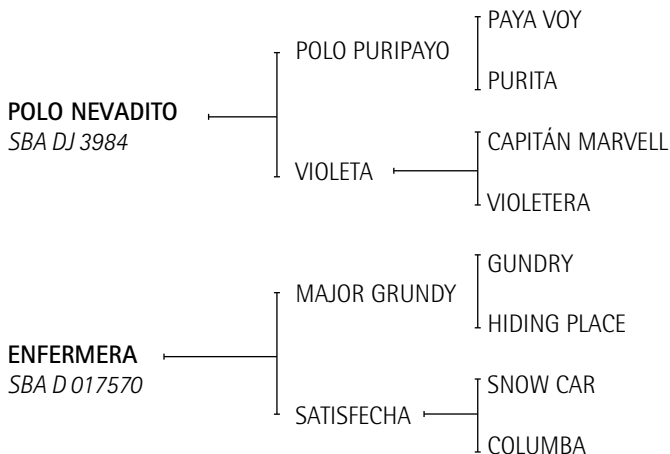 PAYA VOY
POLO PURIPAYO
PURITA
POLO NEVADITO
SBA DJ 3984
CAPITÁN MARVELL
VIOLETA
VIOLETERA
GUNDRY
MAJOR GRUNDY
HIDING PLACE
ENFERMERA
SBA D 017570
SNOW CAR
SATISFECHA
COLUMBA